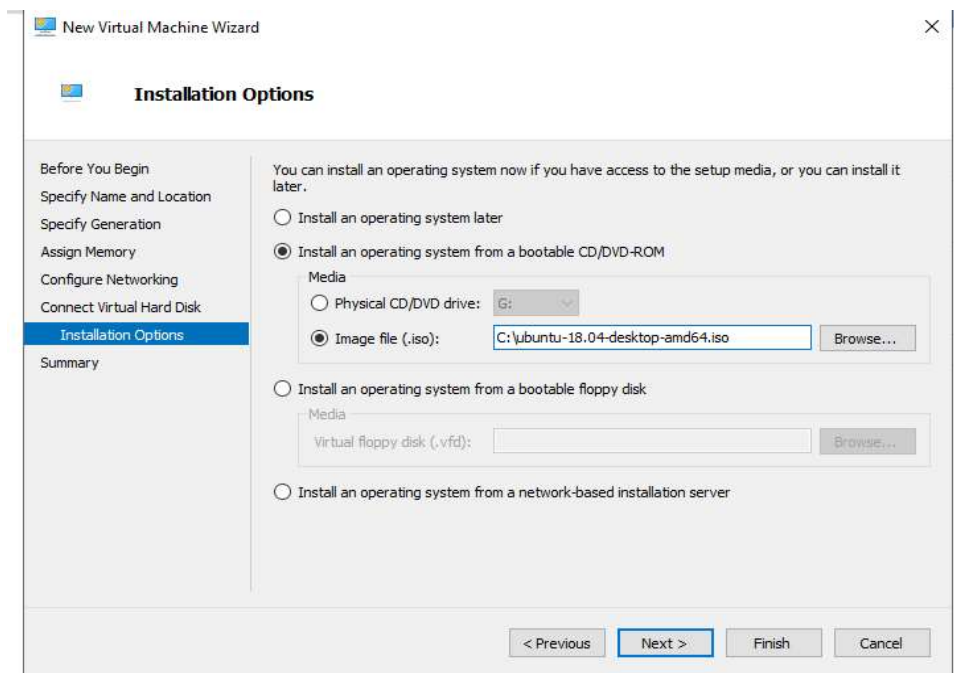 New Virtual Machine Wizard
Installation Options
Before You Begin
Specify Name and Location
Specify Generation
Assign Memory
Configure Networking
Connect Virtual Hard Disk
Installation Options
Summary
You can install an operating system now if you have access to the setup media, or you can install it
later.
Install an operating system later
Install an operating system from a bootable CD/DVD-ROM
Media
Physical CD/DVD drive: G:
Image file (.iso): C:\ubuntu-18.04-desktop-amd64.iso Browse...
Install an operating system from a bootable floppy disk
Media
Virtual floppy disk (.vfd): Browse...
Install an operating system from a network-based installation server
< Previous Next > Finish Cancel